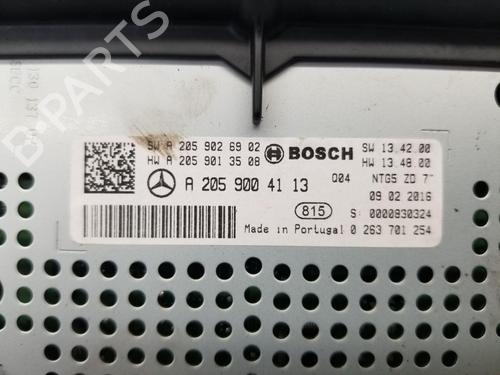 SW A 205 902 69 02
HW A 205 901 35 08
BOSCH
SW 13.42.00
HW 13.48.00
A 205 900 41 13
Q04
NTG5 ZD 7"
09 02 2016
815
S: 0000830324
Made in Portugal
0 263 701 254
B-PARTS